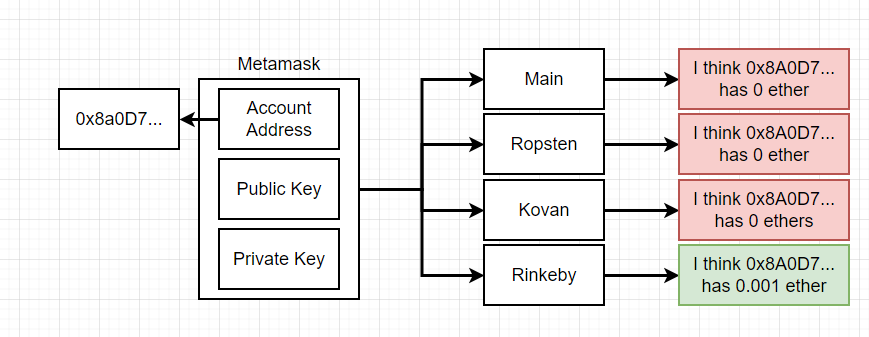 Metamask
0x8a0D7...
Account
Address
Public Key
Private Key
Main
Ropsten
Kovan
Rinkeby
I think 0x8A0D7...
has 0 ether
I think 0x8A0D7...
has 0 ether
I think 0x8A0D7...
has 0 ethers
I think 0x8A0D7...
has 0.001 ether